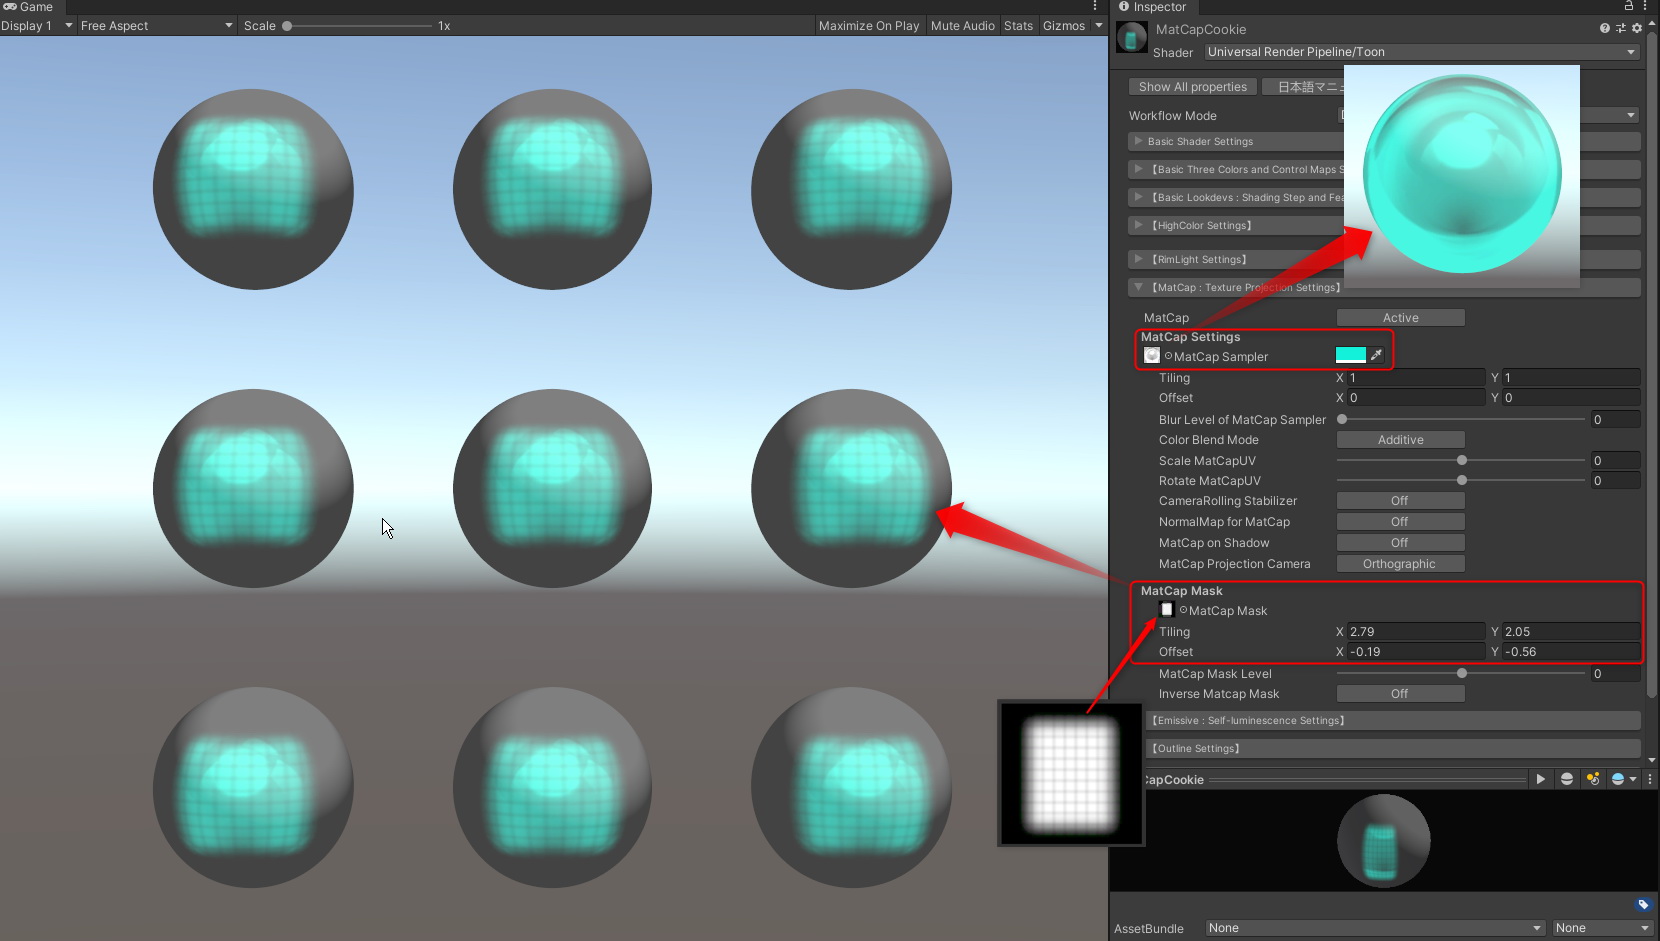 Game
Display 1
Free Aspect
Scale
1x
Maximize On Play
Mute Audio
Stats
Gizmos
Inspector
MatCapCookie
Shader
Universal Render Pipeline/Toon
Show All properties
日本語マニュ
Workflow Mode
Basic Shader Settings
【Basic Three Colors and Control Maps S
【Basic Lookdevs : Shading Step and Fea
【HighColor Settings】
【RimLight Settings】
【MatCap : Texture Projection Settings】
MatCap
Active
MatCap Settings
MatCap Sampler
Tiling
X 1
Y 1
Offset
X 0
Y 0
Blur Level of MatCap Sampler
0
Color Blend Mode
Additive
Scale MatCapUV
0
Rotate MatCapUV
0
CameraRolling Stabilizer
Off
NormalMap for MatCap
Off
MatCap on Shadow
Off
MatCap Projection Camera
Orthographic
MatCap Mask
MatCap Mask
Tiling
X 2.79
Y 2.05
Offset
X -0.19
Y -0.56
MatCap Mask Level
0
Inverse Matcap Mask
Off
【Emissive : Self-luminescence Settings】
【Outline Settings】
CapCookie
AssetBundle
None
None